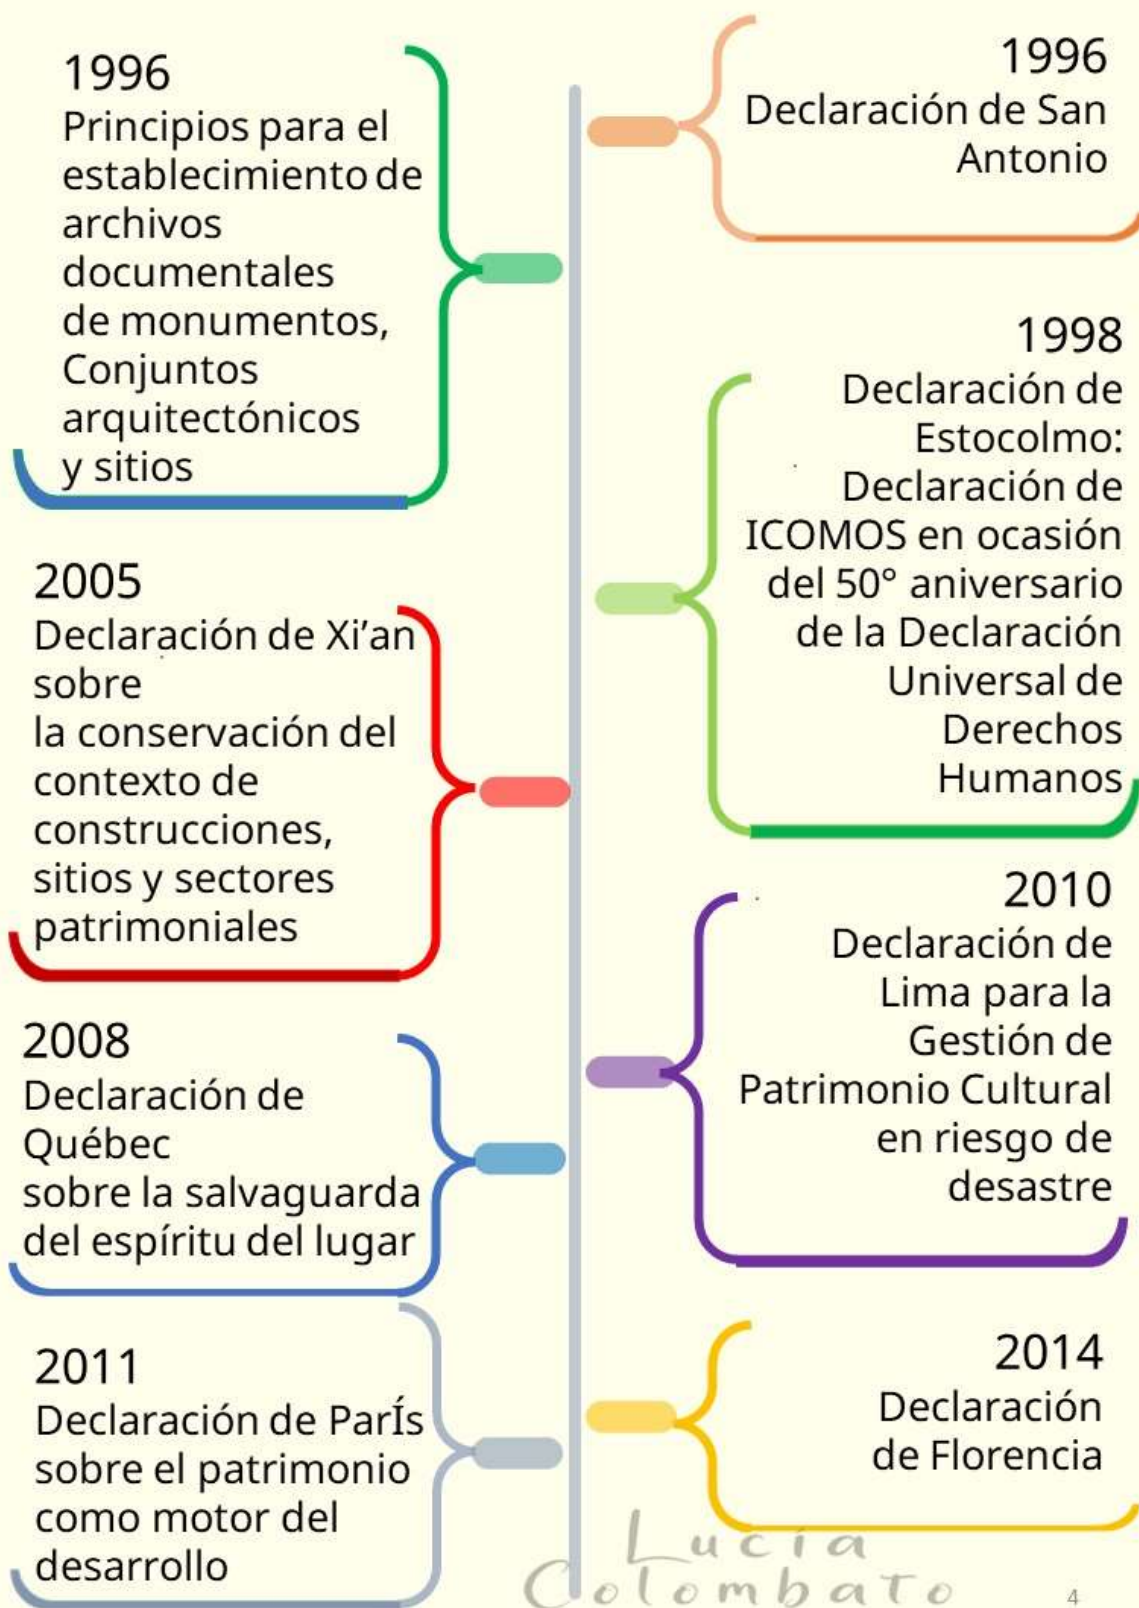 1996
Principios para el
establecimiento de
archivos
documentales
de monumentos,
Conjuntos
arquitectónicos
y sitios
1996
Declaración de San
Antonio
1998
Declaración de
Estocolmo:
Declaración de
ICOMOS en ocasión
del 50° aniversario
de la Declaración
Universal de
Derechos
Humanos
2005
Declaración de Xi’an
sobre
la conservación del
contexto de
construcciones,
sitios y sectores
patrimoniales
2008
Declaración de
Québec
sobre la salvaguarda
del espíritu del lugar
2010
Declaración de
Lima para la
Gestión de
Patrimonio Cultural
en riesgo de
desastre
2011
Declaración de ParÍs
sobre el patrimonio
como motor del
desarrollo
2014
Declaración
de Florencia
Lucía
Colombato
4